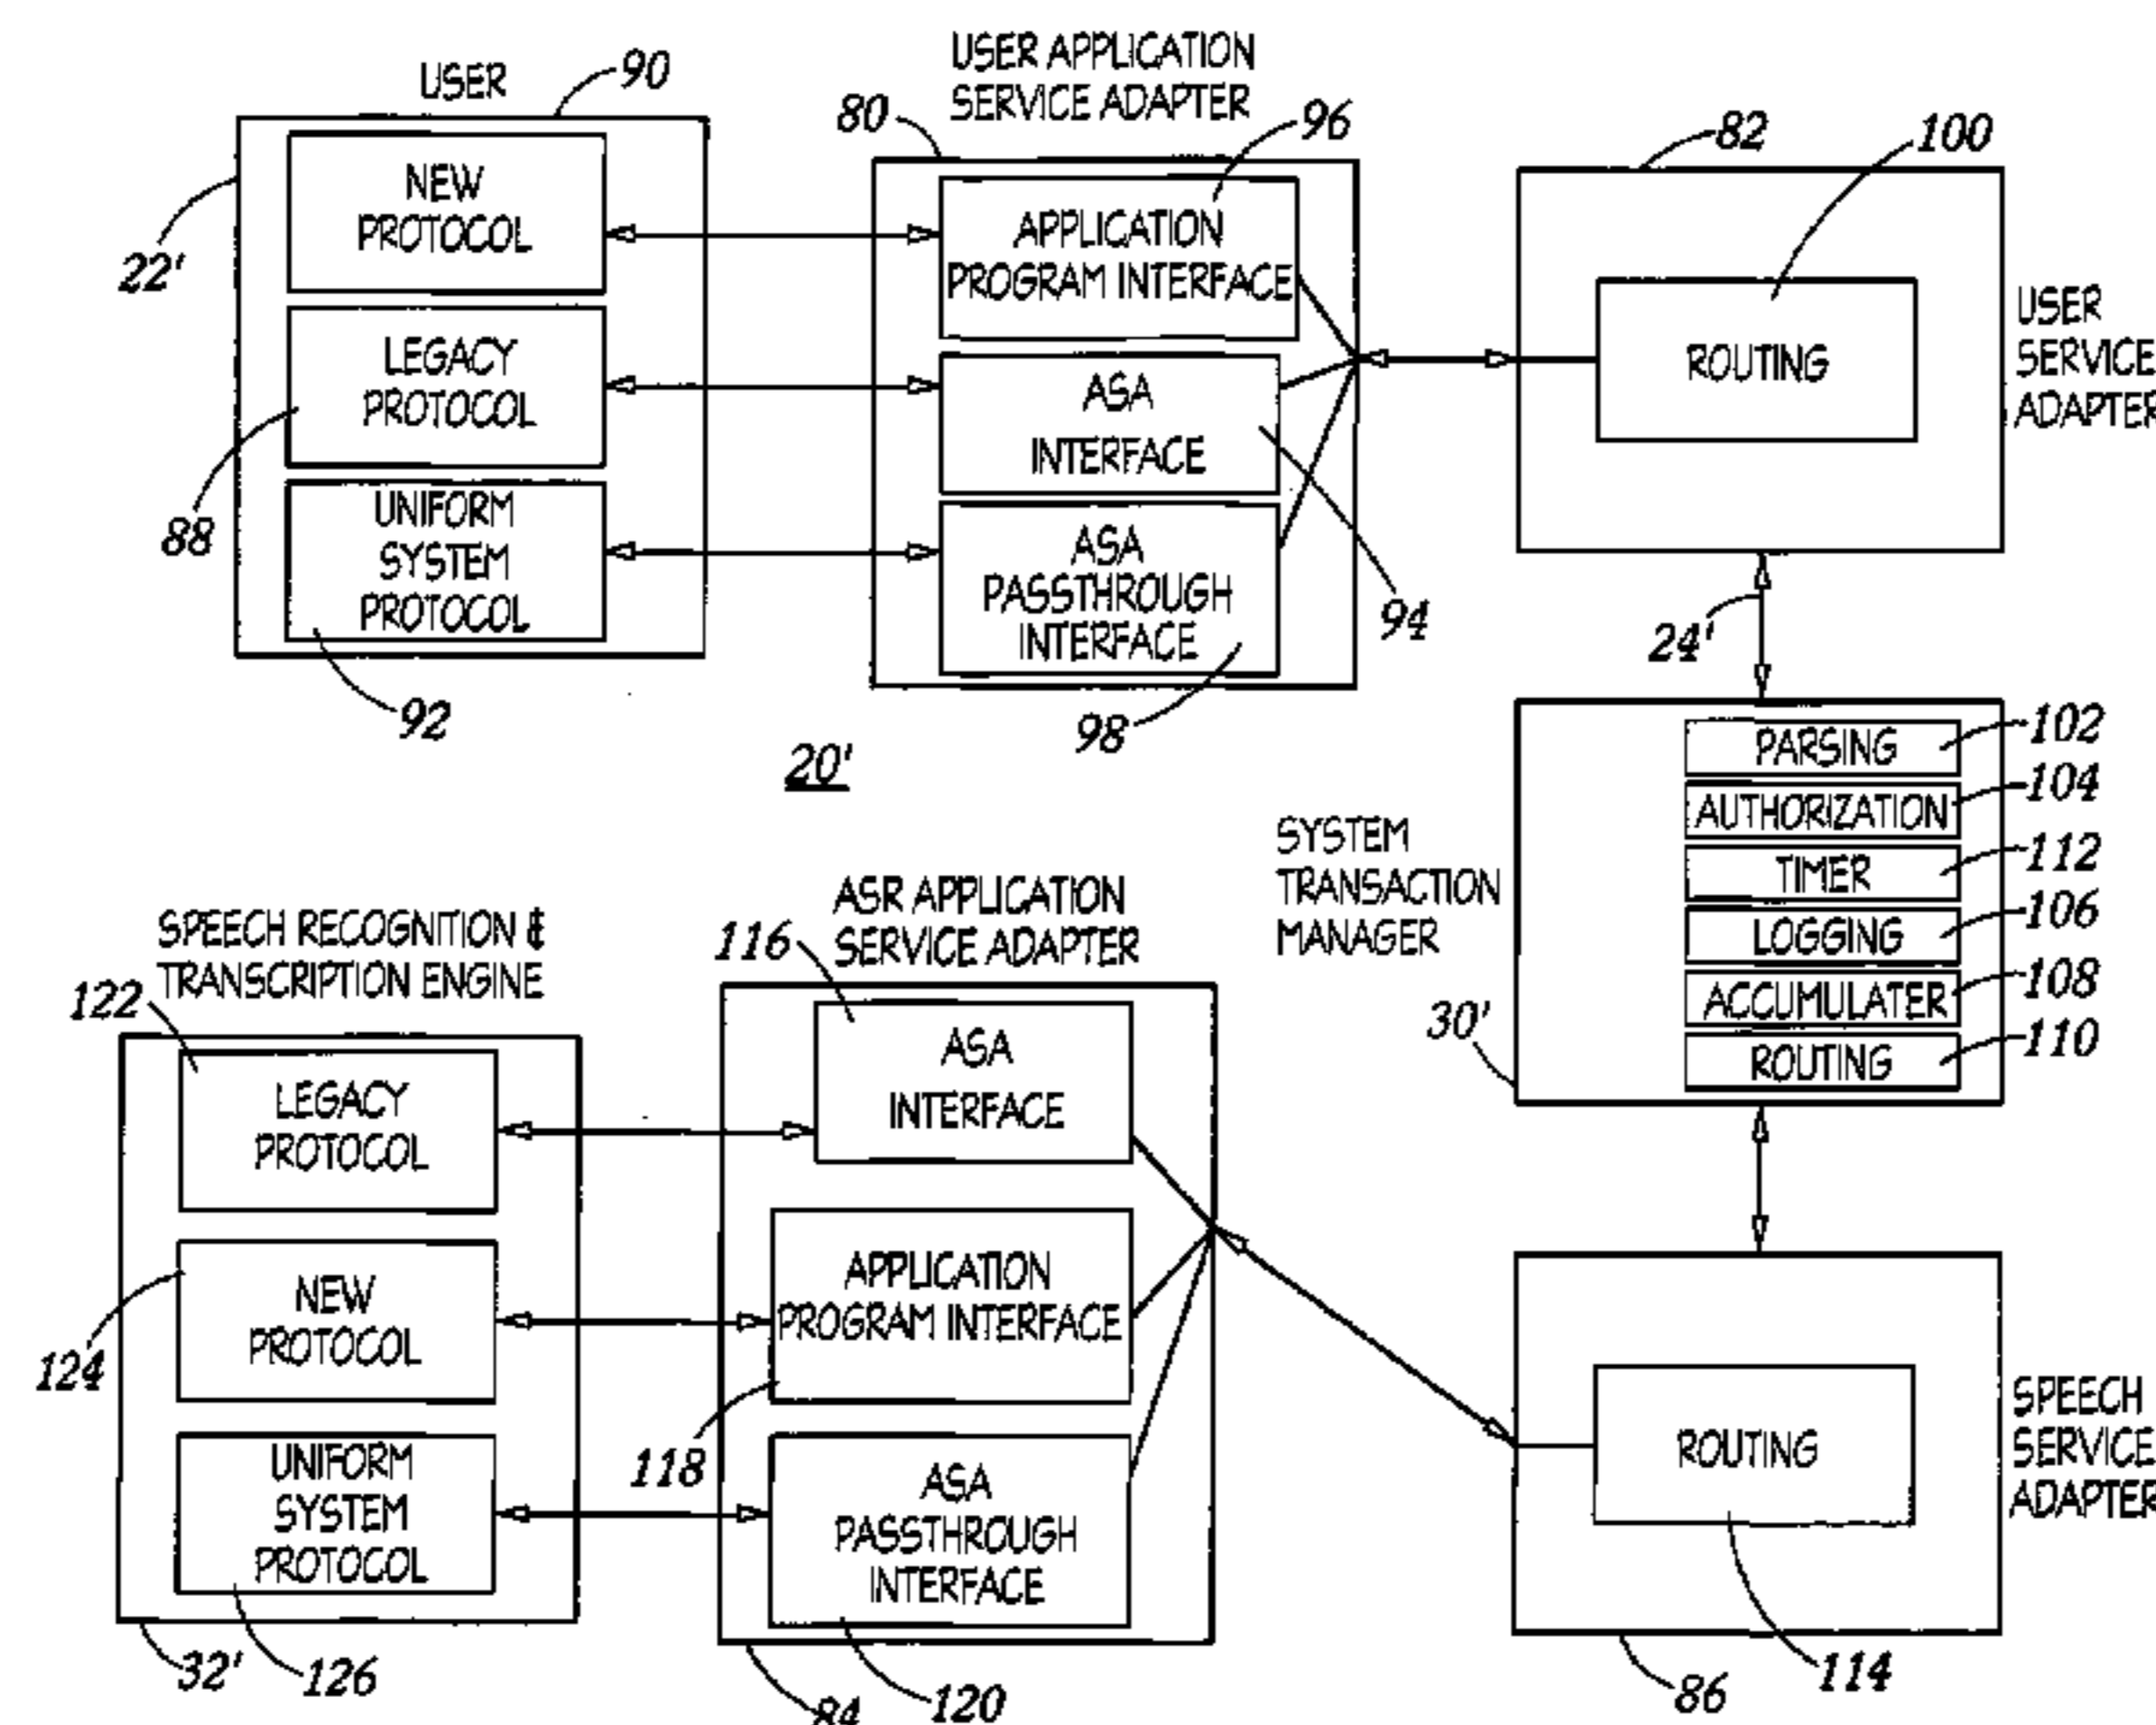 USER
90
22'
NEW
PROTOCOL
LEGACY
PROTOCOL
88
UNIFORM
SYSTEM
PROTOCOL
92
USER APPLICATION
SERVICE ADAPTER
80
96
APPLICATION
PROGRAM INTERFACE
ASA
INTERFACE
94
ASA
PASSTHROUGH
INTERFACE
98
82
100
ROUTING
USER
SERVICE
ADAPTER
24'
20'
SYSTEM
TRANSACTION
MANAGER
30'
PARSING
102
AUTHORIZATION
104
TIMER
112
LOGGING
106
ACCUMULATER
108
ROUTING
110
SPEECH RECOGNITION &
TRANSCRIPTION ENGINE
122
LEGACY
PROTOCOL
124
NEW
PROTOCOL
UNIFORM
SYSTEM
PROTOCOL
32'
126
ASR APPLICATION
SERVICE ADAPTER
116
ASA
INTERFACE
APPLICATION
PROGRAM INTERFACE
118
ASA
PASSTHROUGH
INTERFACE
84
120
ROUTING
SPEECH
SERVICE
ADAPTER
86
114